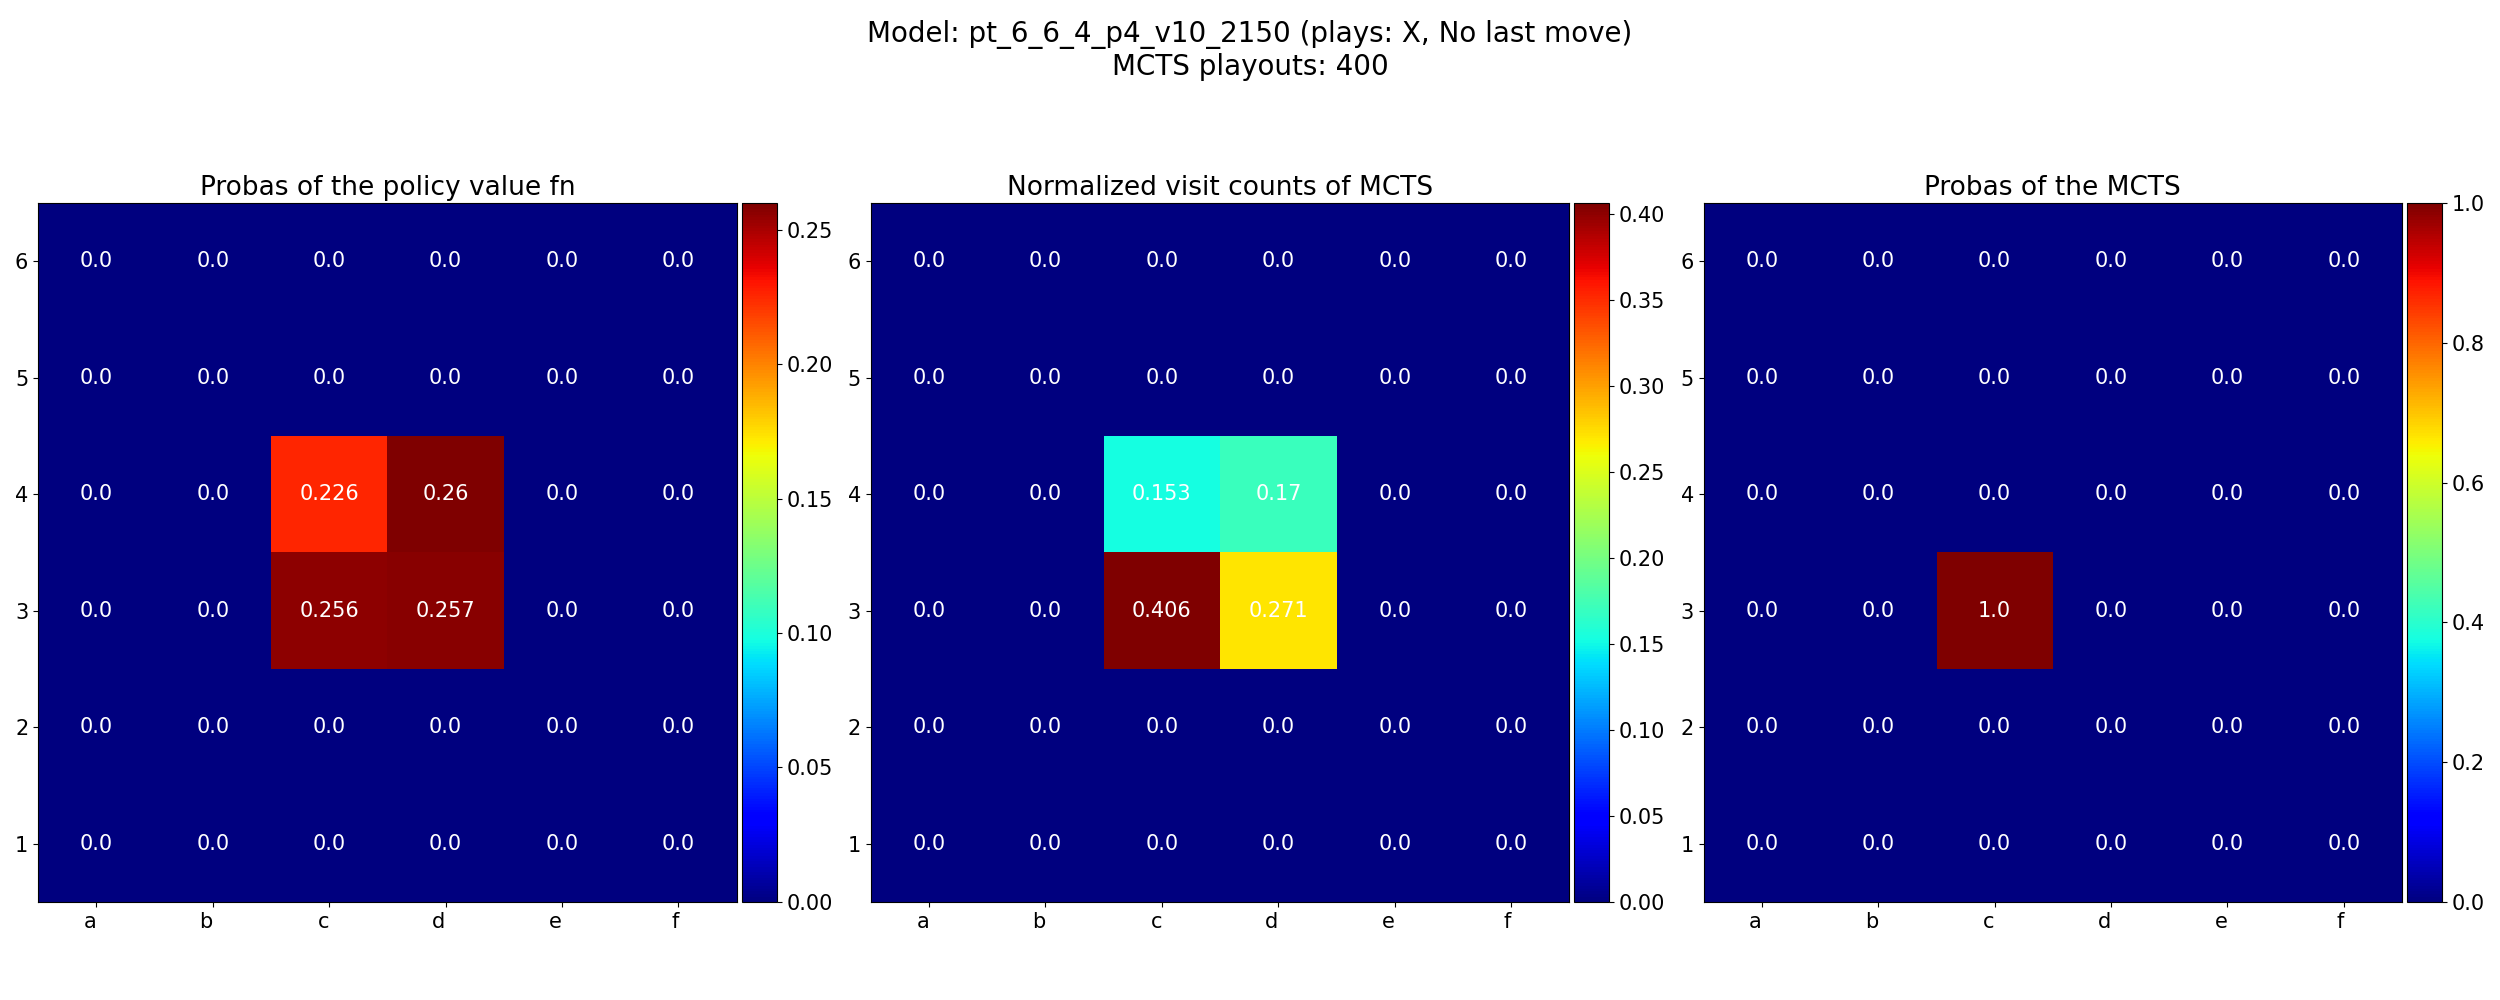 Model: pt_6_6_4_p4_v10_2150 (plays: X, No last move)
MCTS playouts: 400
Probas of the policy value fn
6 0.0 0.0 0.0 0.0 0.0 0.0
5 0.0 0.0 0.0 0.0 0.0 0.0
4 0.0 0.0 0.226 0.26 0.0 0.0
3 0.0 0.0 0.256 0.257 0.0 0.0
2 0.0 0.0 0.0 0.0 0.0 0.0
1 0.0 0.0 0.0 0.0 0.0 0.0
a b c d e f
0.25
0.20
0.15
0.10
0.05
0.00
Normalized visit counts of MCTS
6 0.0 0.0 0.0 0.0 0.0 0.0
5 0.0 0.0 0.0 0.0 0.0 0.0
4 0.0 0.0 0.153 0.17 0.0 0.0
3 0.0 0.0 0.406 0.271 0.0 0.0
2 0.0 0.0 0.0 0.0 0.0 0.0
1 0.0 0.0 0.0 0.0 0.0 0.0
a b c d e f
0.40
0.35
0.30
0.25
0.20
0.15
0.10
0.05
0.00
Probas of the MCTS
6 0.0 0.0 0.0 0.0 0.0 0.0
5 0.0 0.0 0.0 0.0 0.0 0.0
4 0.0 0.0 0.0 0.0 0.0 0.0
3 0.0 0.0 1.0 0.0 0.0 0.0
2 0.0 0.0 0.0 0.0 0.0 0.0
1 0.0 0.0 0.0 0.0 0.0 0.0
a b c d e f
1.0
0.8
0.6
0.4
0.2
0.0